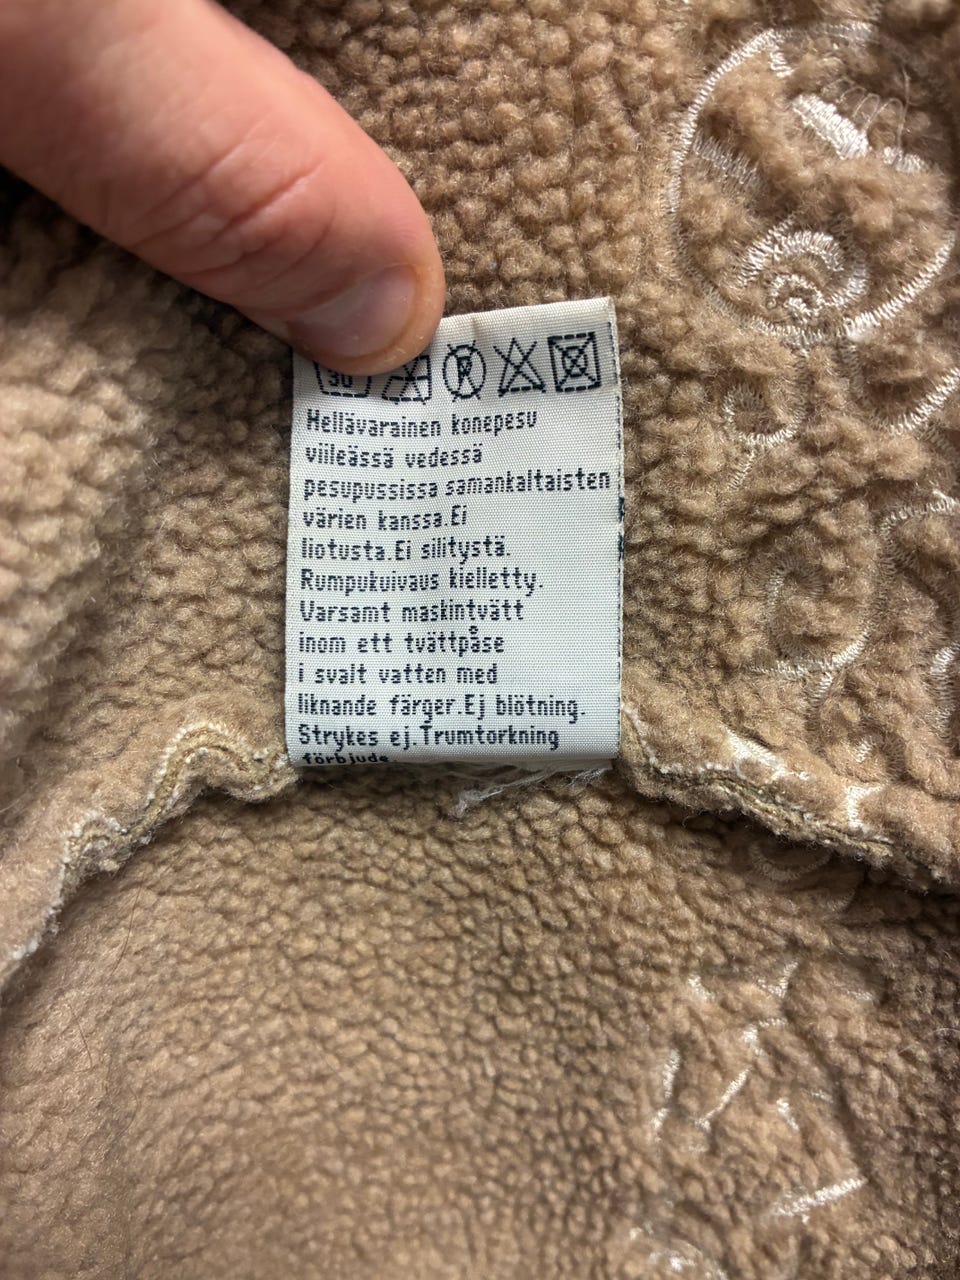 30 P
Hellävarainen konepesu
viileässä vedessä
pesupussissa samankaltaisten
värien kanssa.Ei
liotusta.Ei silitystä.
Rumpukuivaus kielletty.
Varsamt maskintvätt
inom ett tvättpåse
i svalt vatten med
liknande färger.Ej blötning.
Strykes ej.Trumtorkning
förbjude